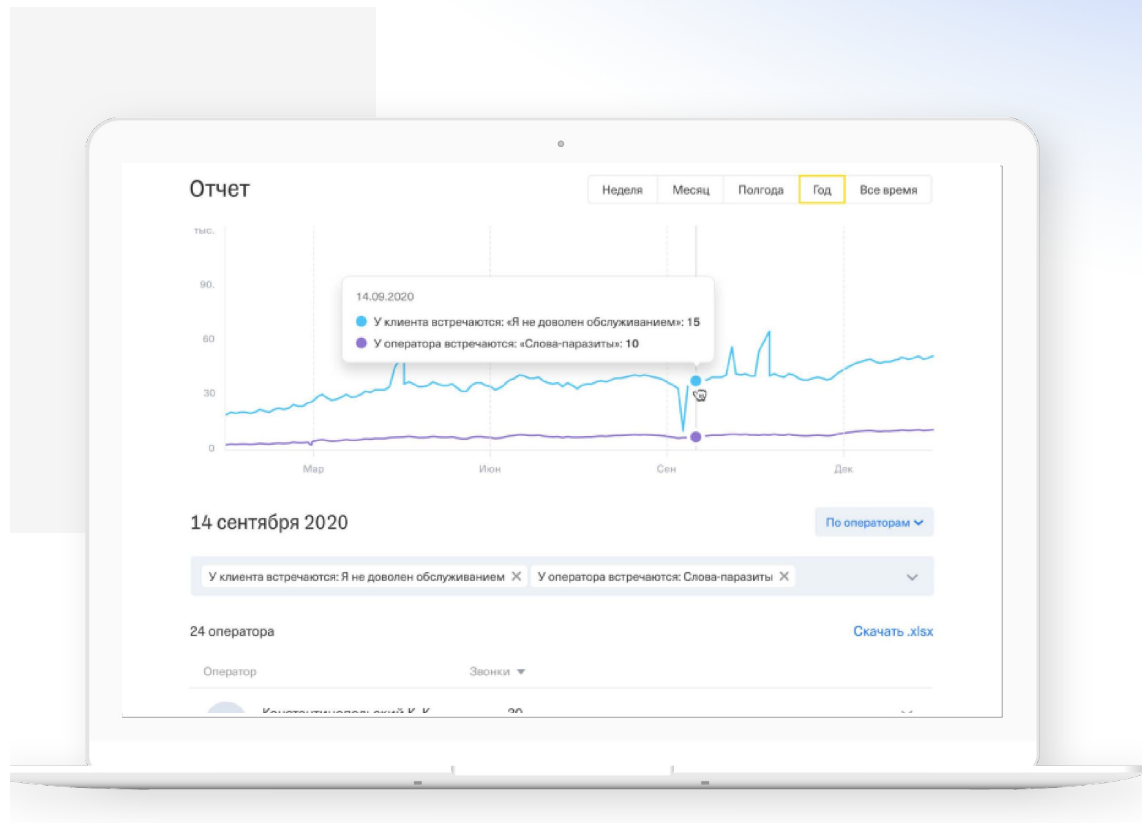 Отчет
Неделя Месяц Полгода Год Все время
тыс.
90.
14.09.2020
У клиента встречаются: «Я не доволен обслуживанием»: 15
60
У оператора встречаются: «Слова-паразиты»: 10
30
0
Мар Июн Сен Дек
14 сентября 2020
По операторам
У клиента встречаются: Я не доволен обслуживанием У оператора встречаются: Слова-паразиты
24 оператора
Скачать .xlsx
Оператор Звонки
Константинопольский К. К.